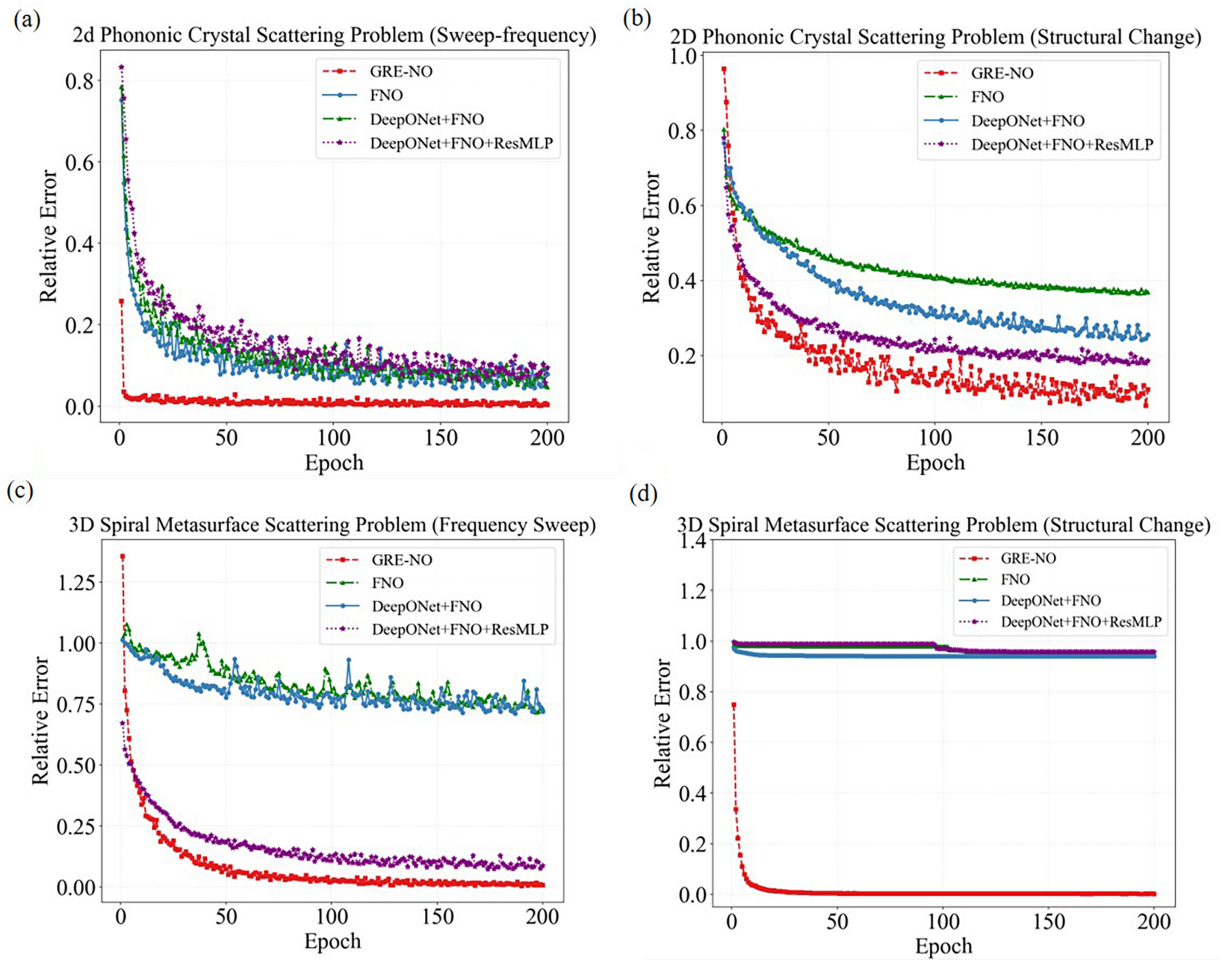 (a)
2d Phononic Crystal Scattering Problem (Sweep-frequency)
GRE-NO
FNO
DeepONet+FNO
DeepONet+FNO+ResMLP
Relative Error
0.8
0.6
0.4
0.2
0.0
0
50
100
150
200
Epoch
(b)
2D Phononic Crystal Scattering Problem (Structural Change)
GRE-NO
FNO
DeepONet+FNO
DeepONet+FNO+ResMLP
Relative Error
1.0
0.8
0.6
0.4
0.2
0
50
100
150
200
Epoch
(c)
3D Spiral Metasurface Scattering Problem (Frequency Sweep)
GRE-NO
FNO
DeepONet+FNO
DeepONet+FNO+ResMLP
Relative Error
1.25
1.00
0.75
0.50
0.25
0.00
0
50
100
150
200
Epoch
(d)
3D Spiral Metasurface Scattering Problem (Structural Change)
GRE-NO
FNO
DeepONet+FNO
DeepONet+FNO+ResMLP
Relative Error
1.4
1.2
1.0
0.8
0.6
0.4
0.2
0.0
0
50
100
150
200
Epoch